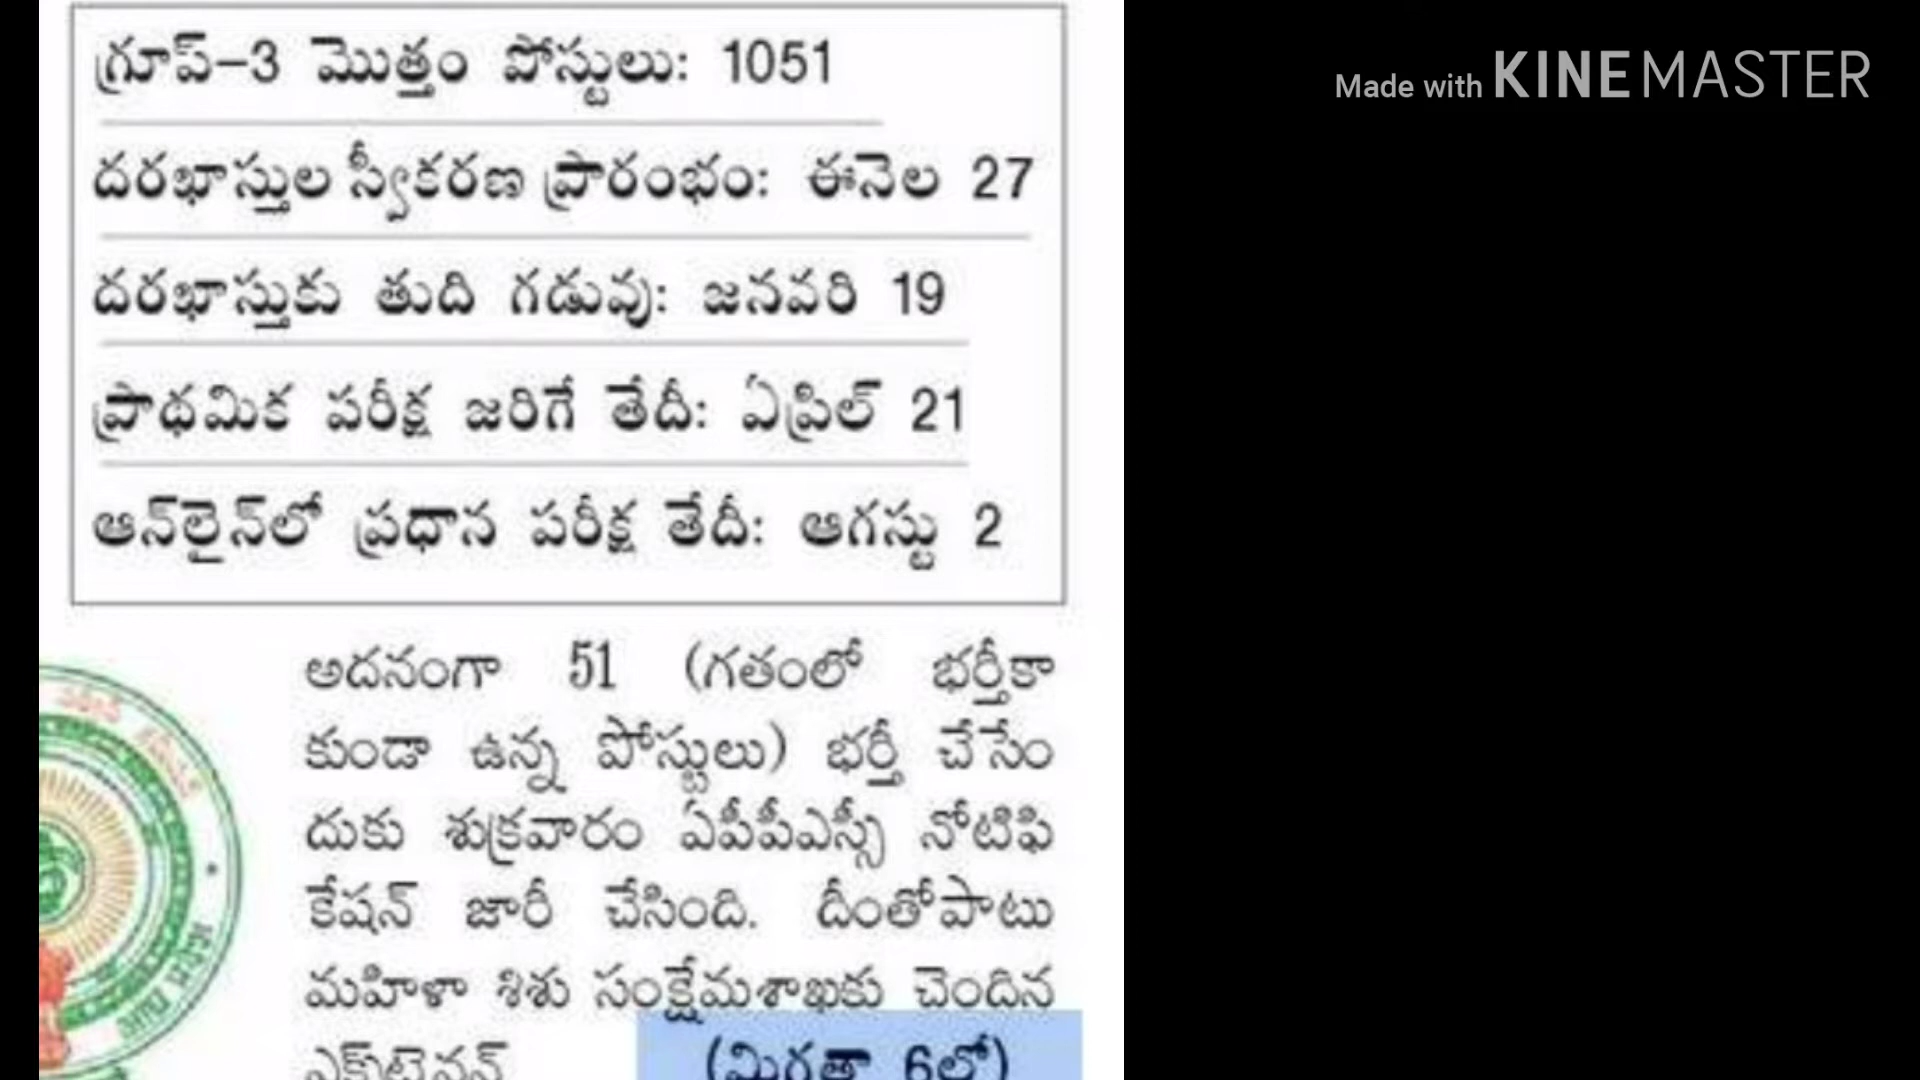 గ్రూప్-3 మొత్తం పోస్టులు: 1051
Made with KINEMASTER
దరఖాస్తుల స్వీకరణ ప్రారంభం: ఈనెల 27
దరఖాస్తుకు తుది గడువు: జనవరి 19
ప్రాథమిక పరీక్ష జరిగే తేదీ: ఏప్రిల్ 21
ఆన్‌లైన్‌లో ప్రధాన పరీక్ష తేదీ: ఆగస్టు 2
అదనంగా 51 (గతంలో భర్తీకా
కుండా ఉన్న పోస్టులు) భర్తీ చేసేం
దుకు శుక్రవారం ఏపీపీఎస్సీ నోటిఫి
కేషన్ జారీ చేసింది. దీంతోపాటు
మహిళా శిశు సంక్షేమశాఖకు చెందిన
ఎక్స్‌టెన్షన్
(మిగతా 6లో)